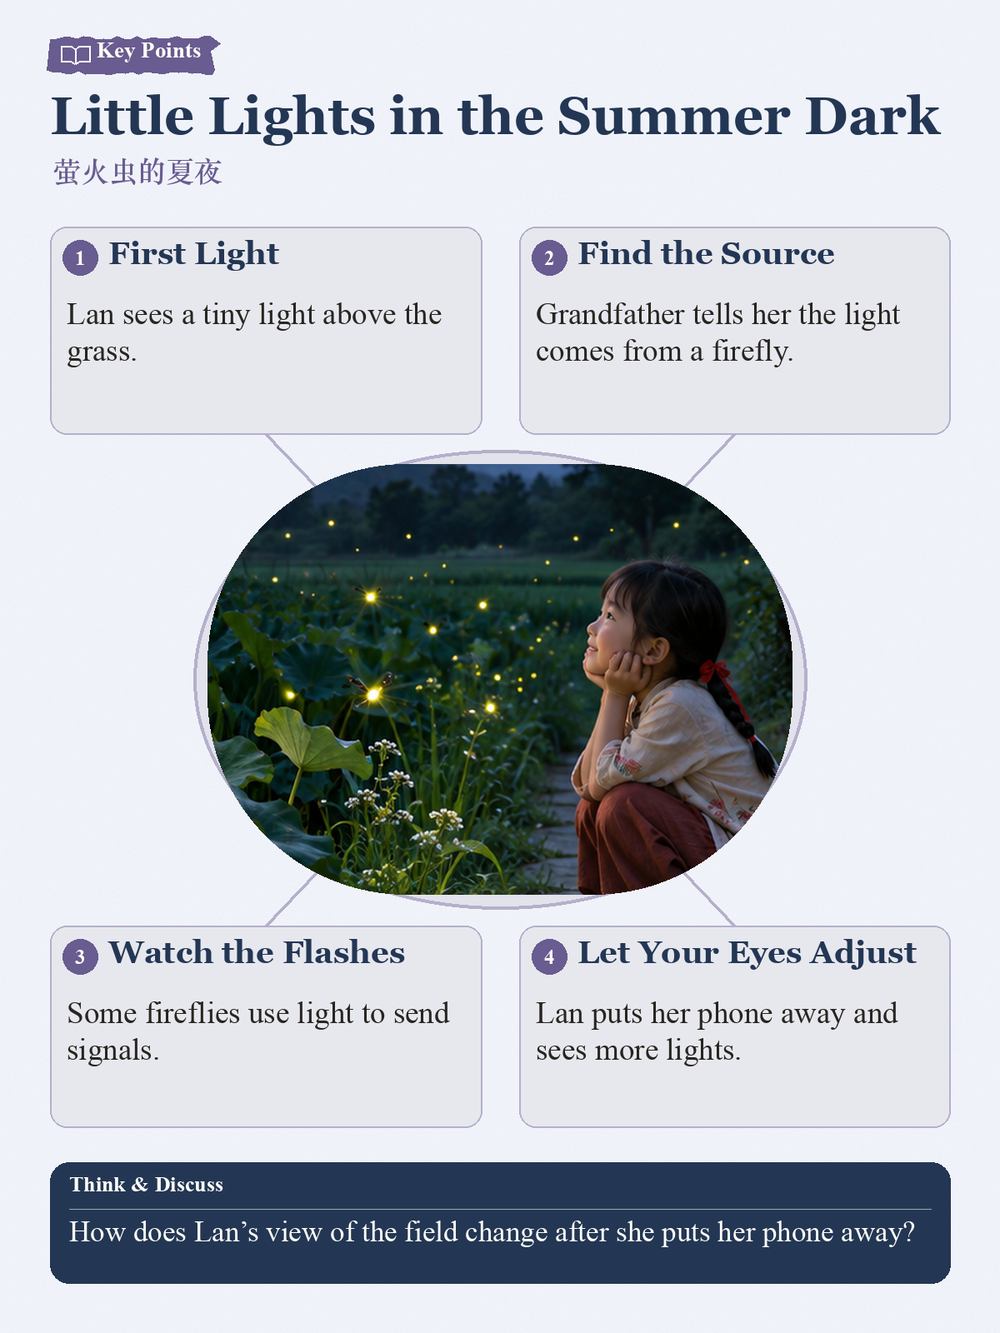 Key Points
Little Lights in the Summer Dark
萤火虫的夏夜
1 First Light
Lan sees a tiny light above the
grass.
2 Find the Source
Grandfather tells her the light
comes from a firefly.
3 Watch the Flashes
Some fireflies use light to send
signals.
4 Let Your Eyes Adjust
Lan puts her phone away and
sees more lights.
Think & Discuss
How does Lan’s view of the field change after she puts her phone away?